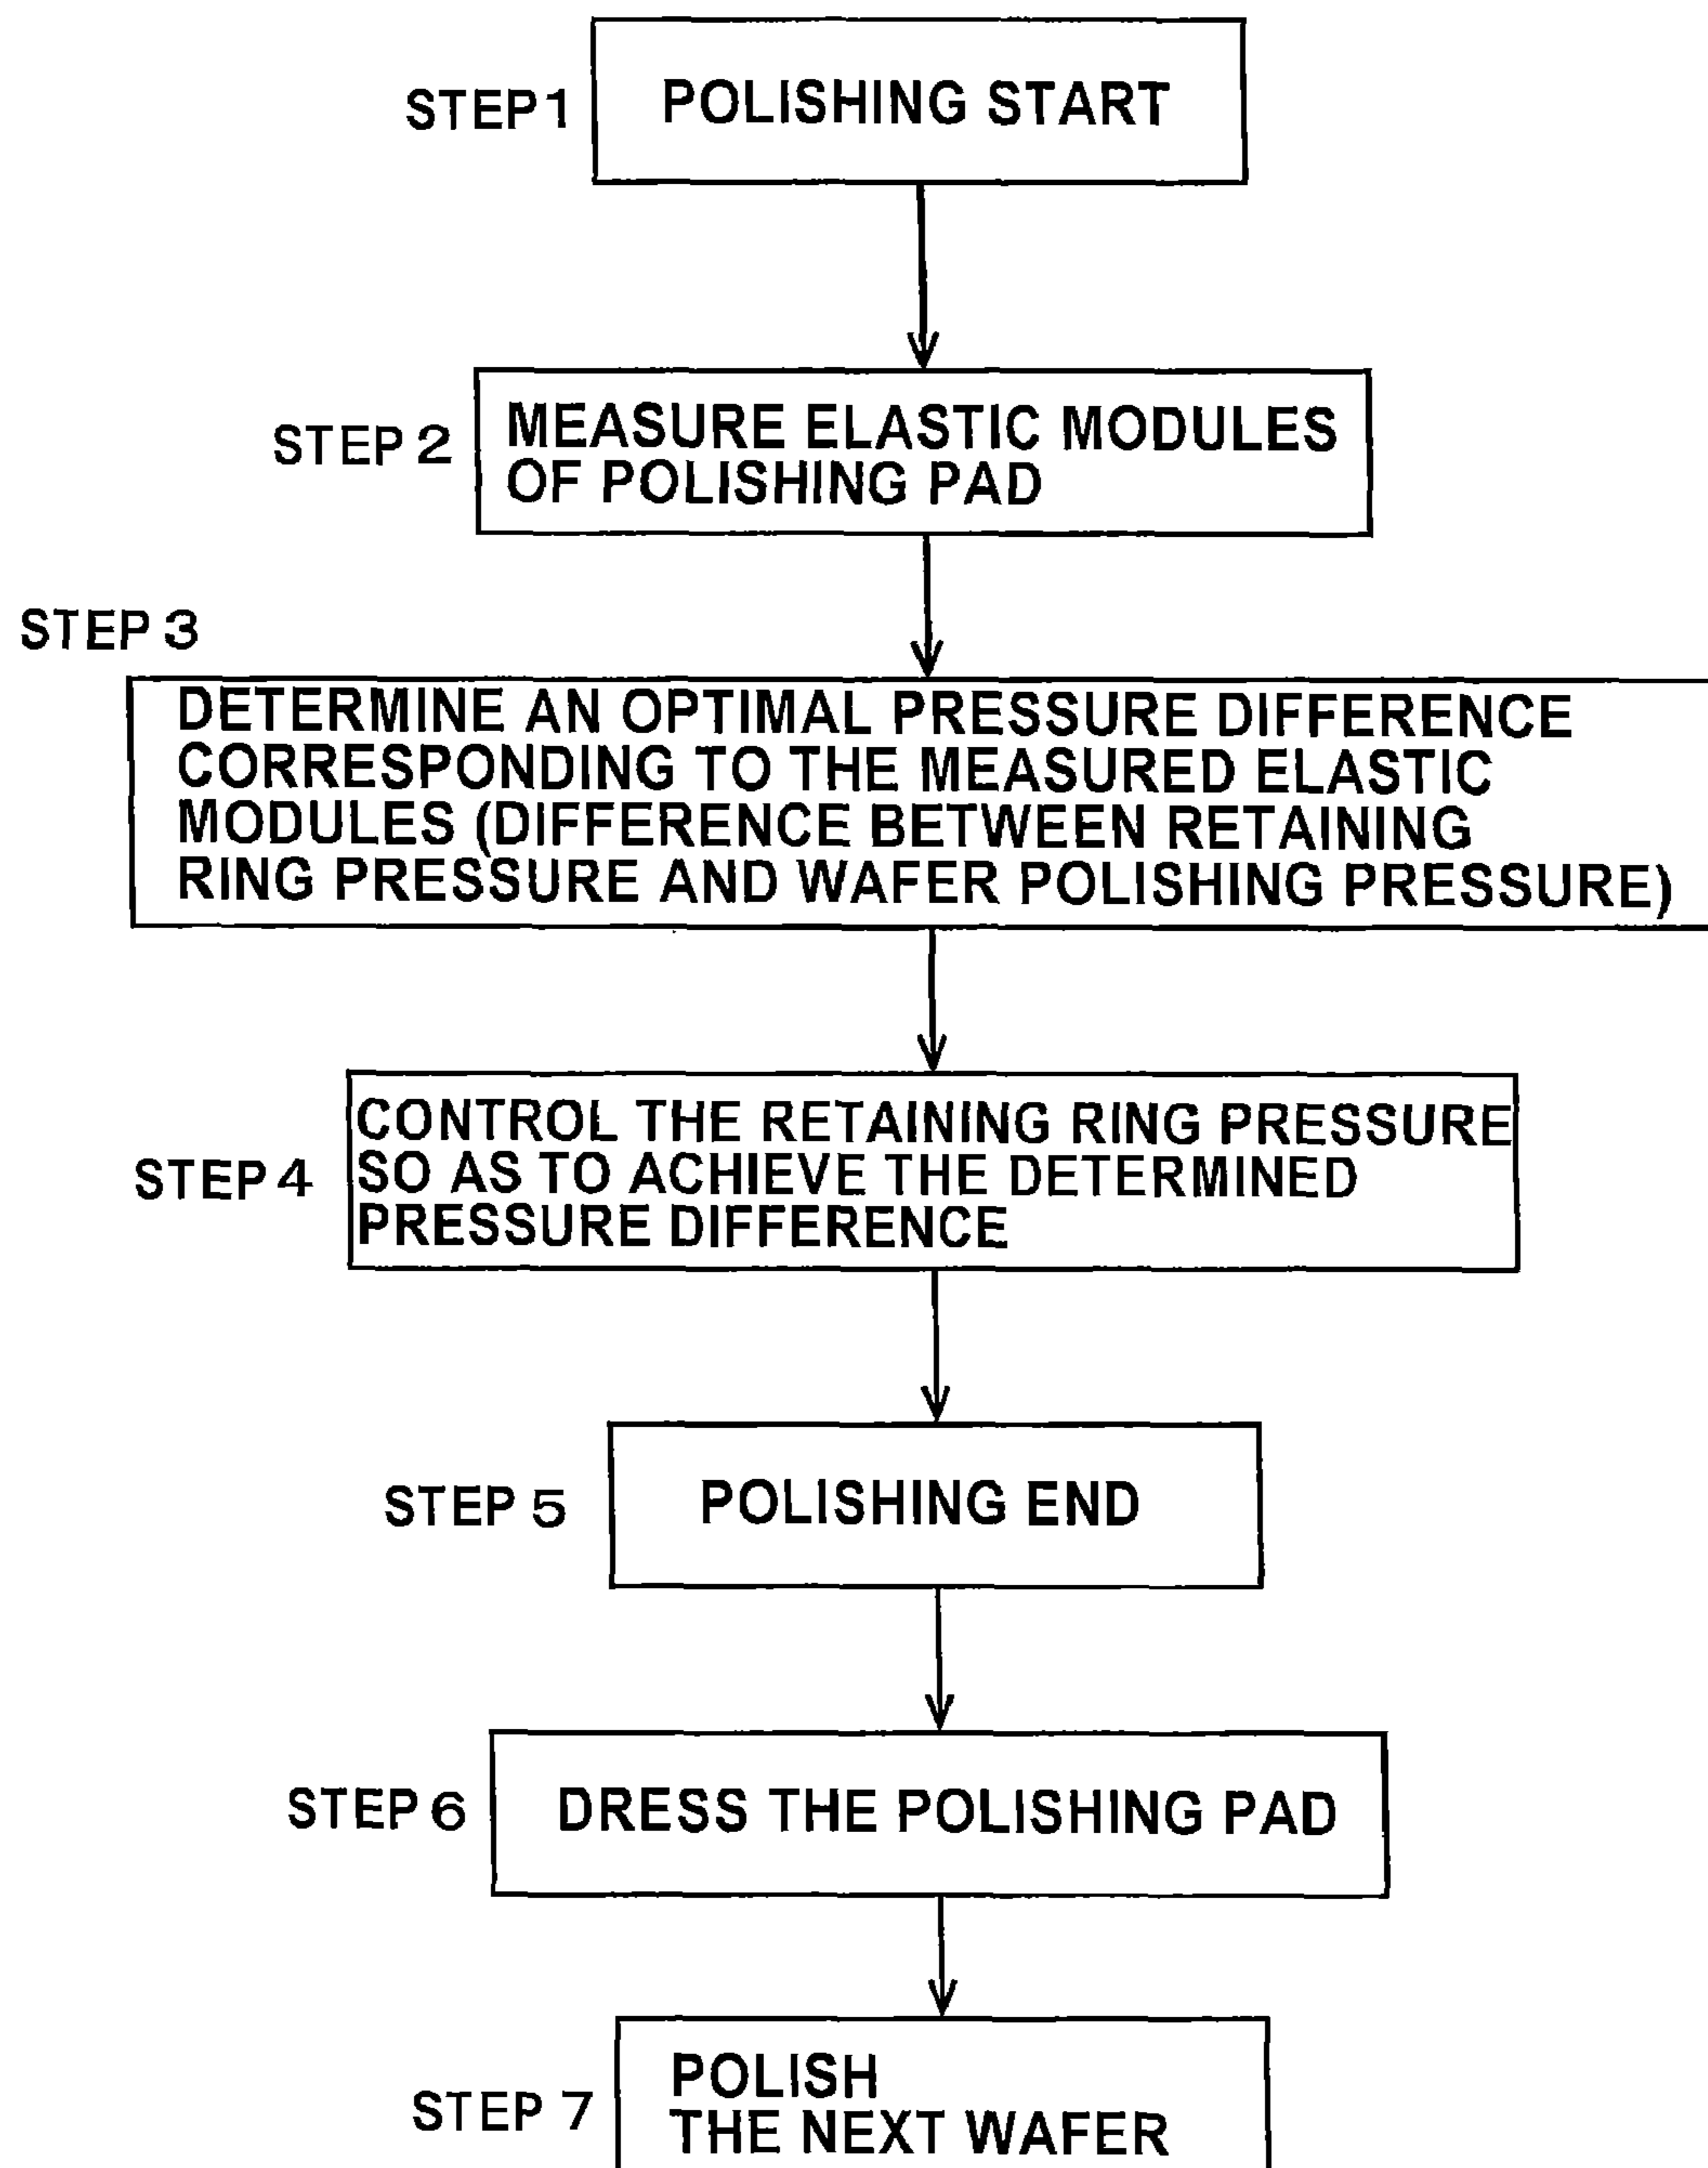 STEP 1
POLISHING START
STEP 2
MEASURE ELASTIC MODULES
OF POLISHING PAD
STEP 3
DETERMINE AN OPTIMAL PRESSURE DIFFERENCE
CORRESPONDING TO THE MEASURED ELASTIC
MODULES (DIFFERENCE BETWEEN RETAINING
RING PRESSURE AND WAFER POLISHING PRESSURE)
STEP 4
CONTROL THE RETAINING RING PRESSURE
SO AS TO ACHIEVE THE DETERMINED
PRESSURE DIFFERENCE
STEP 5
POLISHING END
STEP 6
DRESS THE POLISHING PAD
STEP 7
POLISH
THE NEXT WAFER